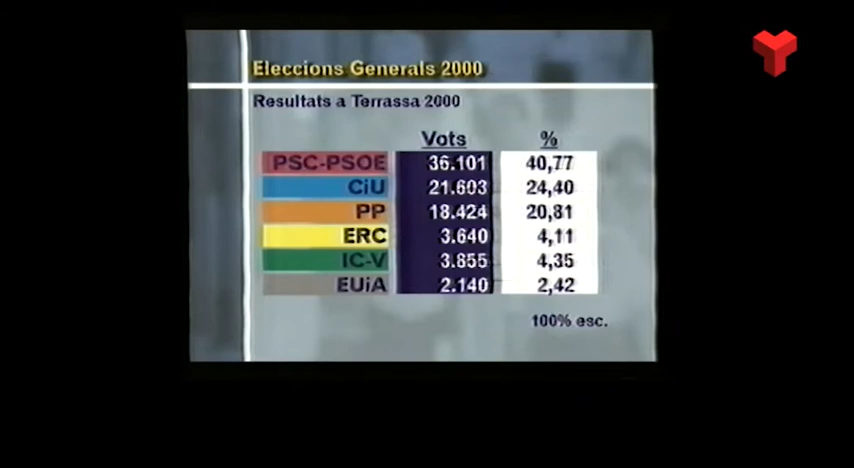 Eleccions Generals 2000
Resultats a Terrassa 2000
Vots %
PSC-PSOE 36.101 40,77
CiU 21.603 24,40
PP 18.424 20,81
ERC 3.640 4,11
IC-V 3.855 4,35
EUiA 2.140 2,42
100% esc.